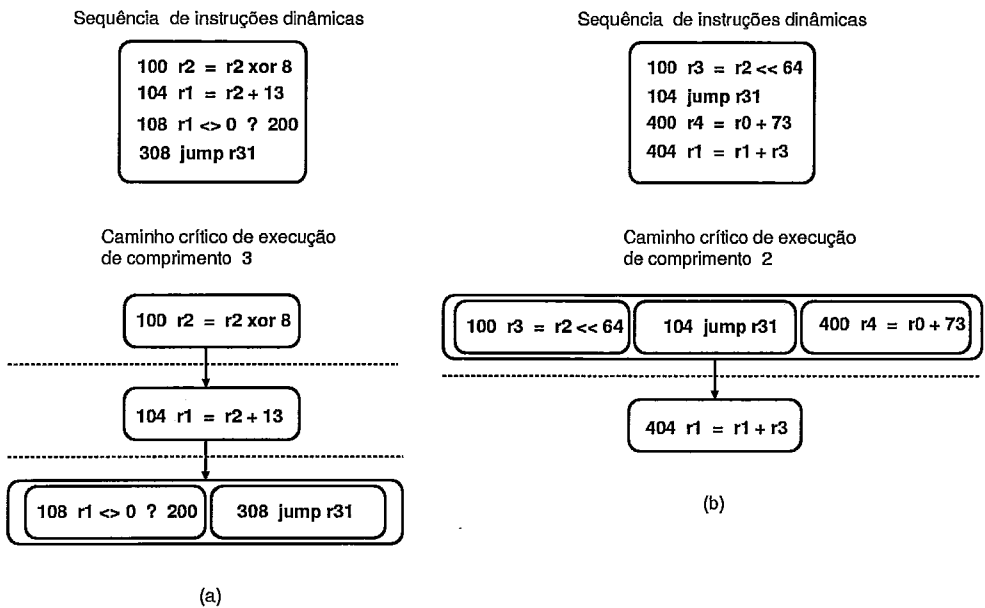 Sequência de instruções dinâmicas
100 r2 = r2 xor 8
104 r1 = r2 + 13
108 r1 <> 0 ? 200
308 jump r31
Caminho crítico de execução
de comprimento 3
100 r2 = r2 xor 8
104 r1 = r2 + 13
108 r1 <> 0 ? 200
308 jump r31
(a)
Sequência de instruções dinâmicas
100 r3 = r2 << 64
104 jump r31
400 r4 = r0 + 73
404 r1 = r1 + r3
Caminho crítico de execução
de comprimento 2
100 r3 = r2 << 64
104 jump r31
400 r4 = r0 + 73
404 r1 = r1 + r3
(b)